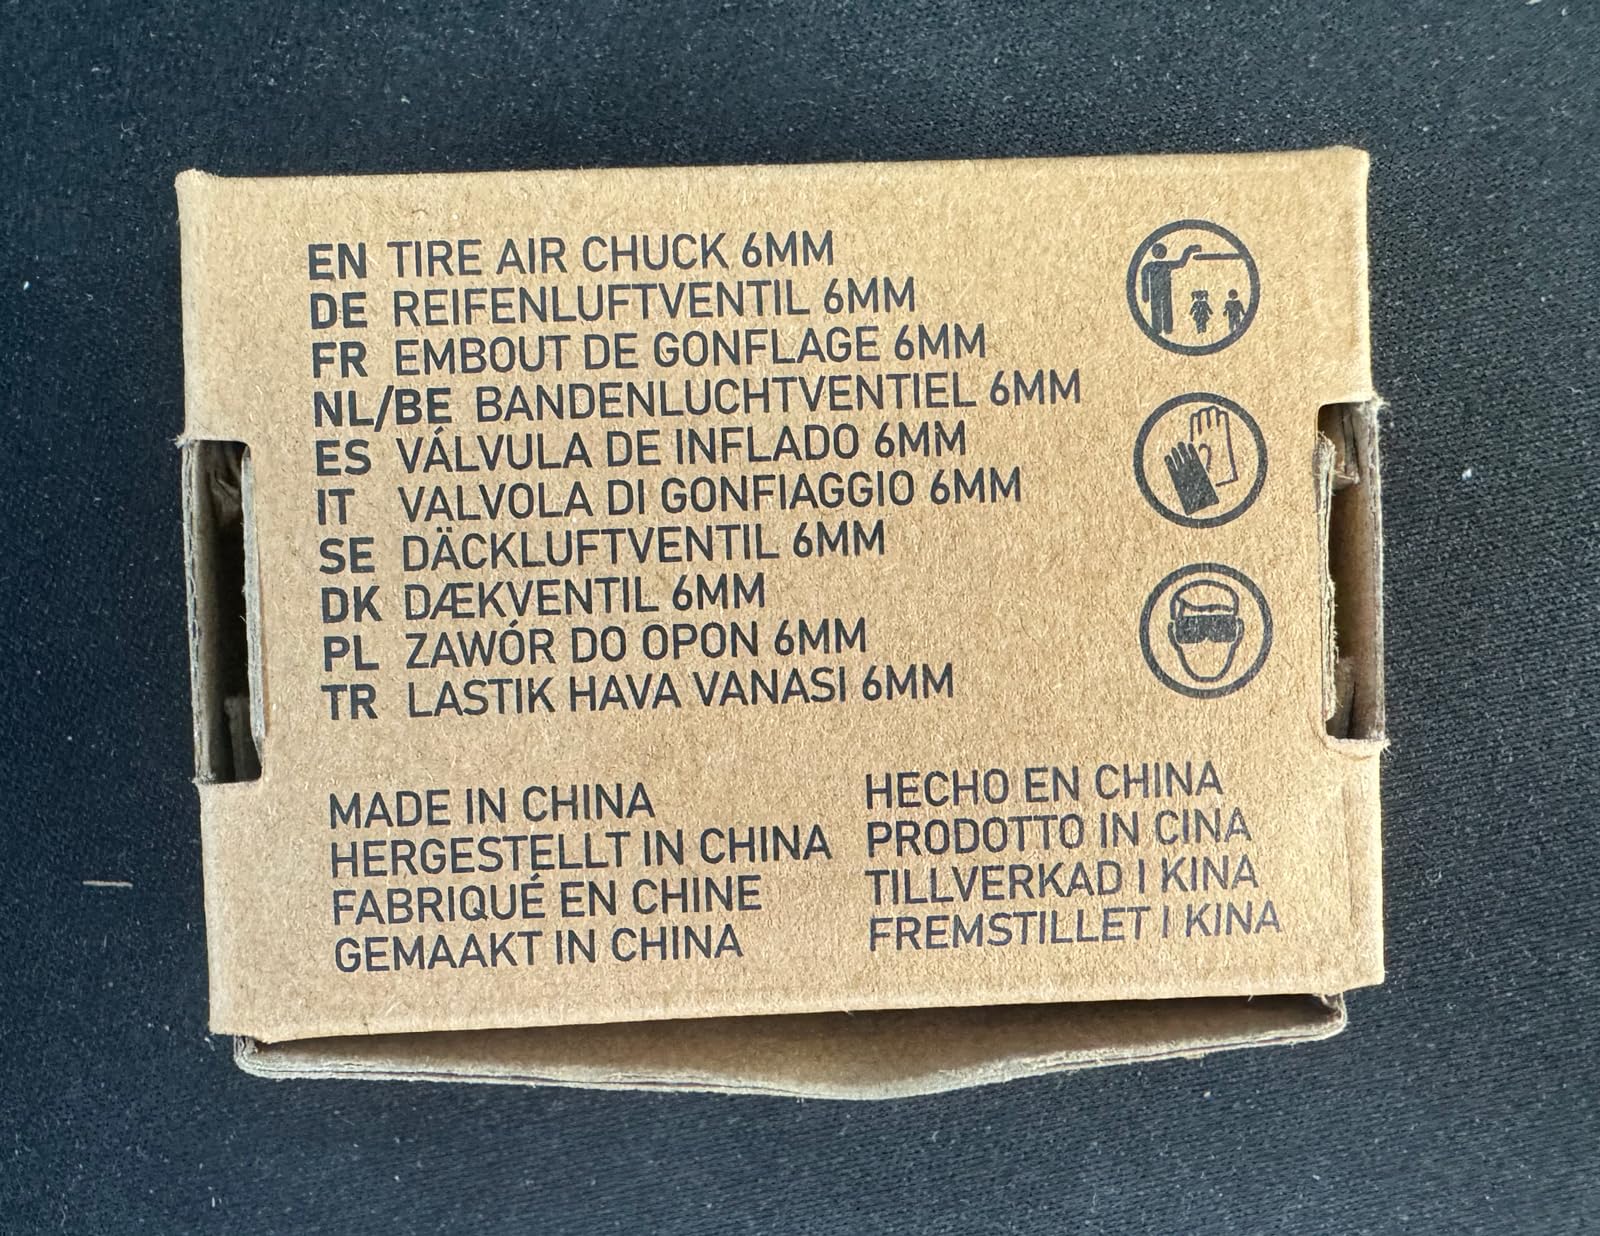 EN TIRE AIR CHUCK 6MM
DE REIFENLUFTVENTIL 6MM
FR EMBOUT DE GONFLAGE 6MM
NL/BE BANDENLUCHTVENTIEL 6MM
ES VÁLVULA DE INFLADO 6MM
IT VALVOLA DI GONFIAGGIO 6MM
SE DÄCKLUFTVENTIL 6MM
DK DÆKVENTIL 6MM
PL ZAWÓR DO OPON 6MM
TR LASTIK HAVA VANASI 6MM
MADE IN CHINA
HERGESTELLT IN CHINA
FABRIQUÉ EN CHINE
GEMAAKT IN CHINA
HECHO EN CHINA
PRODOTTO IN CINA
TILLVERKAD I KINA
FREMSTILLET I KINA